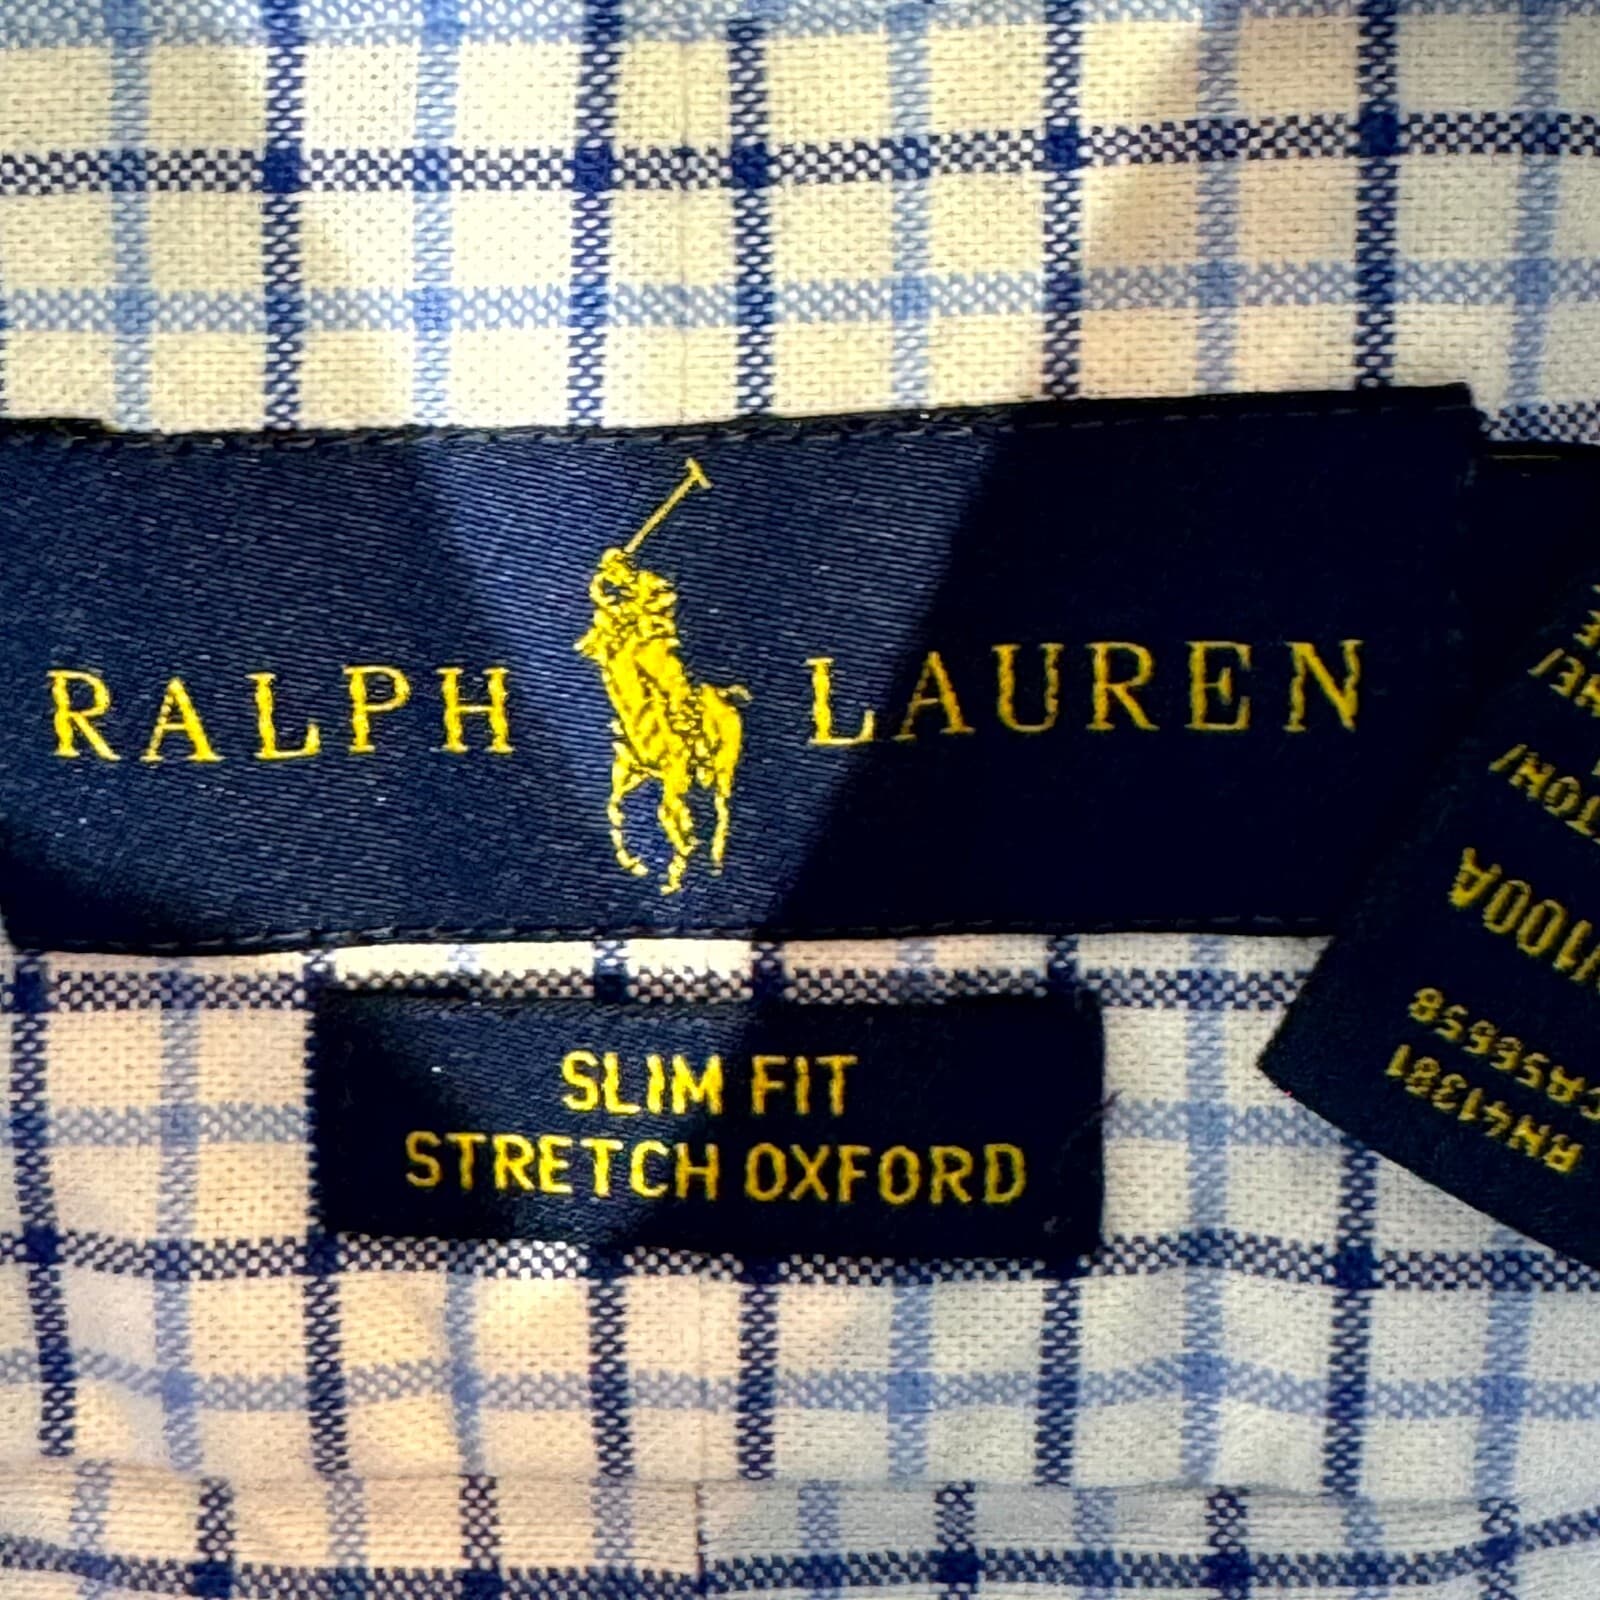 RALPH LAUREN
SLIM FIT
STRETCH OXFORD
RN41381
CA56658